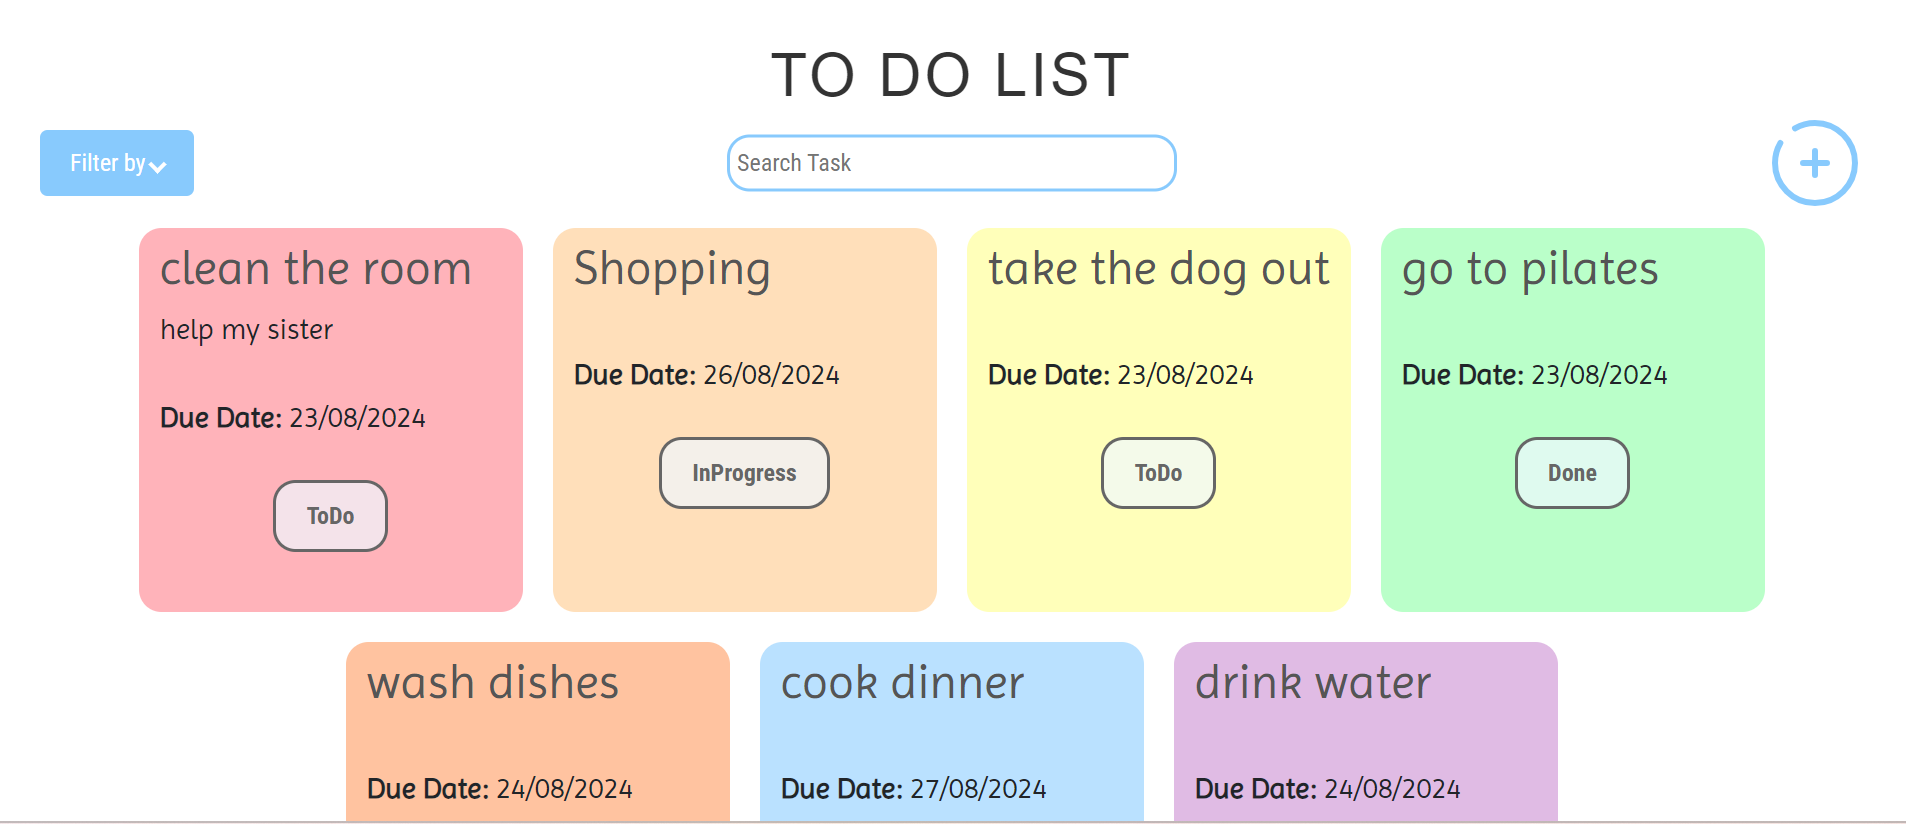 TO DO LIST
Filter by
Search Task
clean the room
help my sister
Due Date: 23/08/2024
ToDo
Shopping
Due Date: 26/08/2024
InProgress
take the dog out
Due Date: 23/08/2024
ToDo
go to pilates
Due Date: 23/08/2024
Done
wash dishes
Due Date: 24/08/2024
cook dinner
Due Date: 27/08/2024
drink water
Due Date: 24/08/2024